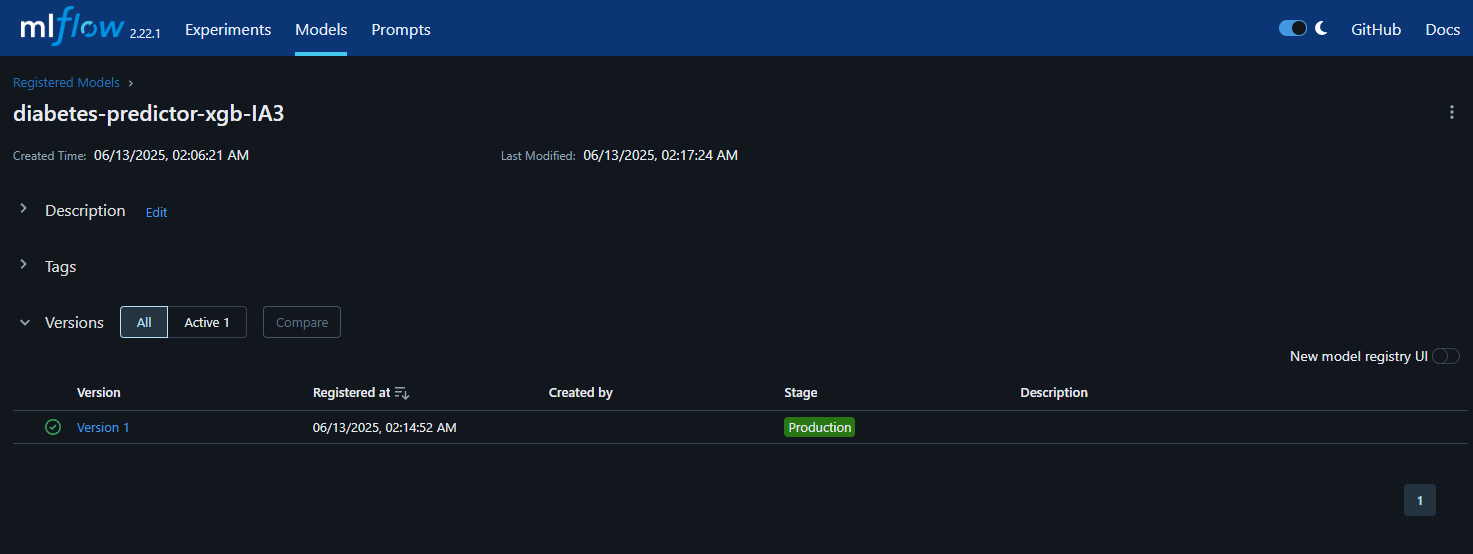 mlflow 2.22.1 Experiments Models Prompts GitHub Docs
Registered Models
diabetes-predictor-xgb-IA3
Created Time: 06/13/2025, 02:06:21 AM Last Modified: 06/13/2025, 02:17:24 AM
Description Edit
Tags
Versions All Active 1 Compare
New model registry UI
Version Registered at Created by Stage Description
Version 1 06/13/2025, 02:14:52 AM Production
1